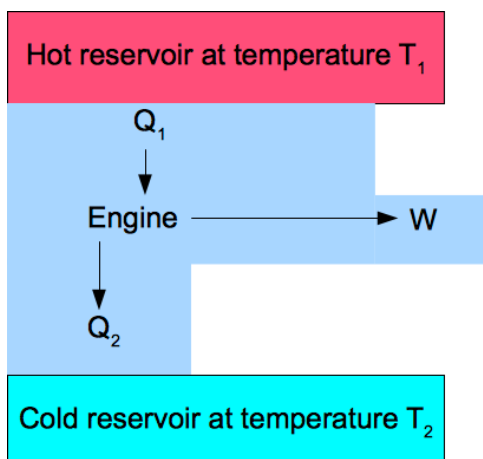 Hot reservoir at temperature T₁
Q₁
Engine
W
Q₂
Cold reservoir at temperature T₂